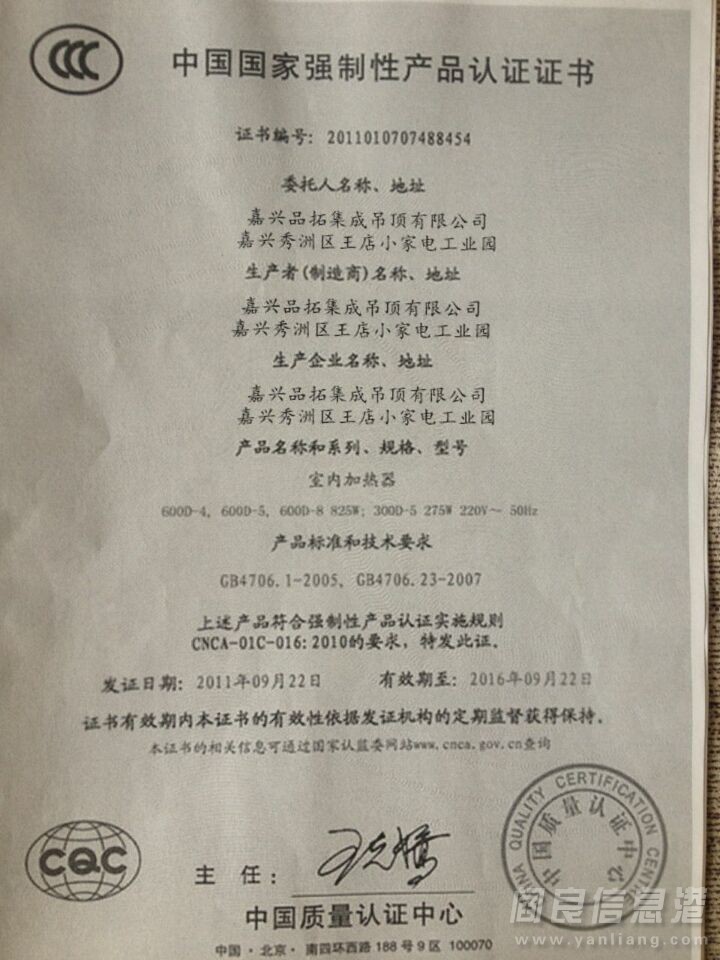 中国国家强制性产品认证证书
证书编号：2011010707488454
委托人名称、地址
嘉兴品拓集成吊顶有限公司
嘉兴秀洲区王店小家电工业园
生产者(制造商)名称、地址
嘉兴品拓集成吊顶有限公司
嘉兴秀洲区王店小家电工业园
生产企业名称、地址
嘉兴品拓集成吊顶有限公司
嘉兴秀洲区王店小家电工业园
产品名称和系列、规格、型号
室内加热器
600D-4, 600D-5, 600D-8 825W; 300D-5 275W 220V～ 50Hz
产品标准和技术要求
GB4706.1-2005, GB4706.23-2007
上述产品符合强制性产品认证实施规则
CNCA-01C-016:2010的要求，特发此证。
发证日期：2011年09月22日 有效期至：2016年09月22日
证书有效期内本证书的有效性依据发证机构的定期监督获得保持。
本证书的相关信息可通过国家认监委网站www.cnca.gov.cn查询
CQC
主 任：
CHINA QUALITY CERTIFICATION CENTRE
中国质量认证中心
中国质量认证中心
中国·北京·南四环西路188号9区 100070
阎良信息港
www.yanliang.com